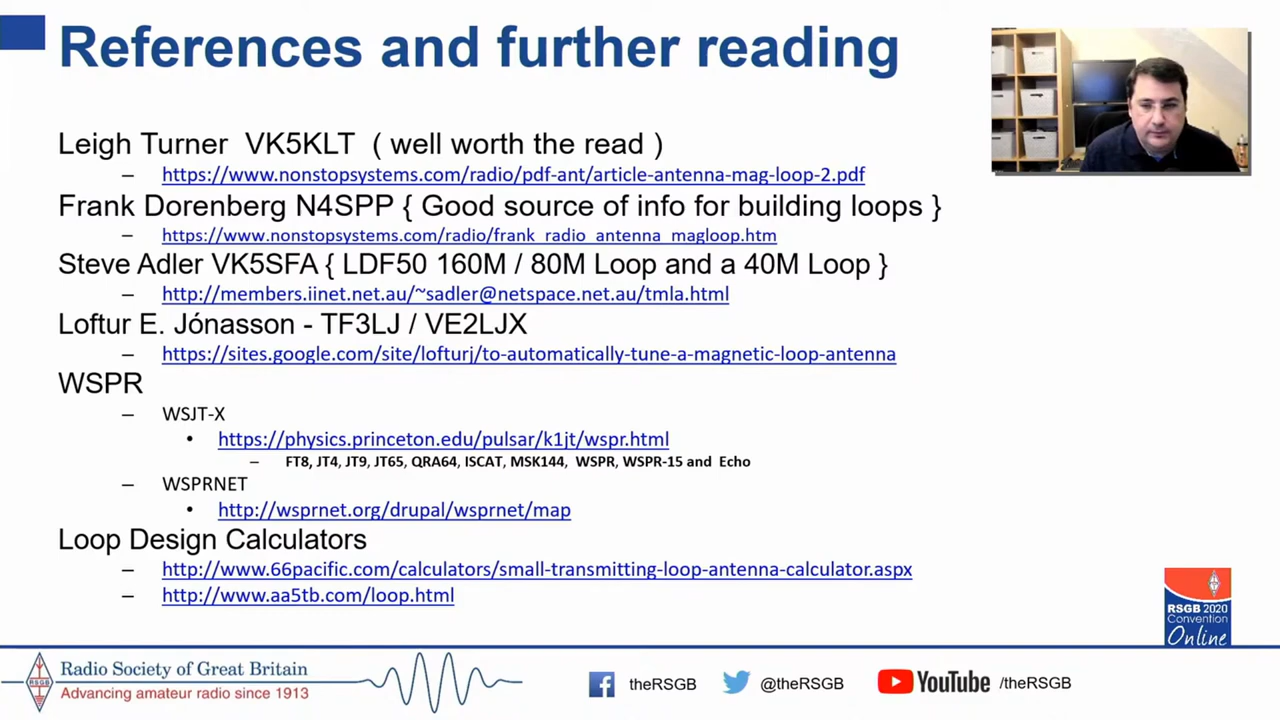 References and further reading
Leigh Turner VK5KLT ( well worth the read )
– https://www.nonstopsystems.com/radio/pdf-ant/article-antenna-mag-loop-2.pdf
Frank Dorenberg N4SPP { Good source of info for building loops }
– https://www.nonstopsystems.com/radio/frank_radio_antenna_magloop.htm
Steve Adler VK5SFA { LDF50 160M / 80M Loop and a 40M Loop }
– http://members.iinet.net.au/~sadler@netspace.net.au/tmla.html
Loftur E. Jónasson - TF3LJ / VE2LJX
– https://sites.google.com/site/lofturj/to-automatically-tune-a-magnetic-loop-antenna
WSPR
– WSJT-X
• https://physics.princeton.edu/pulsar/k1jt/wspr.html
– FT8, JT4, JT9, JT65, QRA64, ISCAT, MSK144, WSPR, WSPR-15 and Echo
– WSPRNET
• http://wsprnet.org/drupal/wsprnet/map
Loop Design Calculators
– http://www.66pacific.com/calculators/small-transmitting-loop-antenna-calculator.aspx
– http://www.aa5tb.com/loop.html
RSGB 2020
Convention
Online
RSGB
Radio Society of Great Britain
Advancing amateur radio since 1913
theRSGB
@theRSGB
YouTube /theRSGB